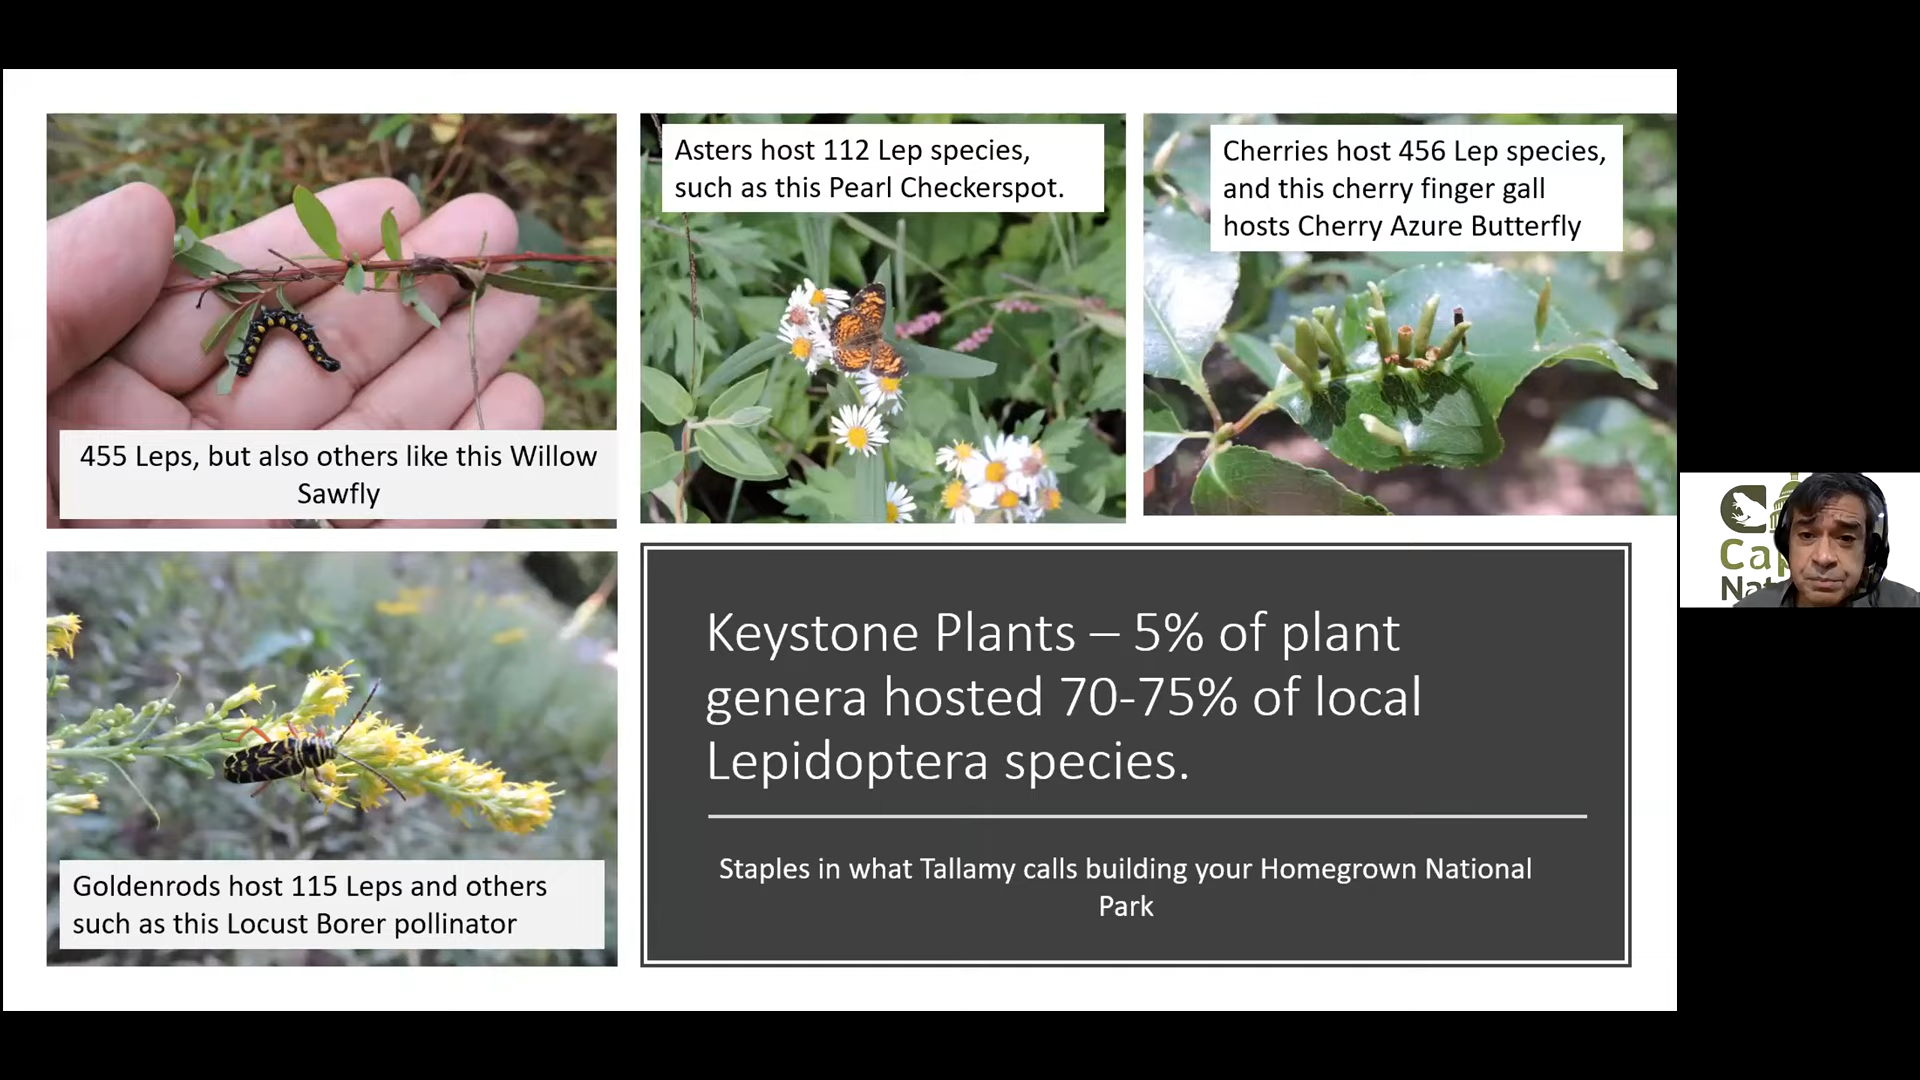 455 Leps, but also others like this Willow
Sawfly
Asters host 112 Lep species,
such as this Pearl Checkerspot.
Cherries host 456 Lep species,
and this cherry finger gall
hosts Cherry Azure Butterfly
Goldenrods host 115 Leps and others
such as this Locust Borer pollinator
Keystone Plants – 5% of plant
genera hosted 70-75% of local
Lepidoptera species.
Staples in what Tallamy calls building your Homegrown National
Park